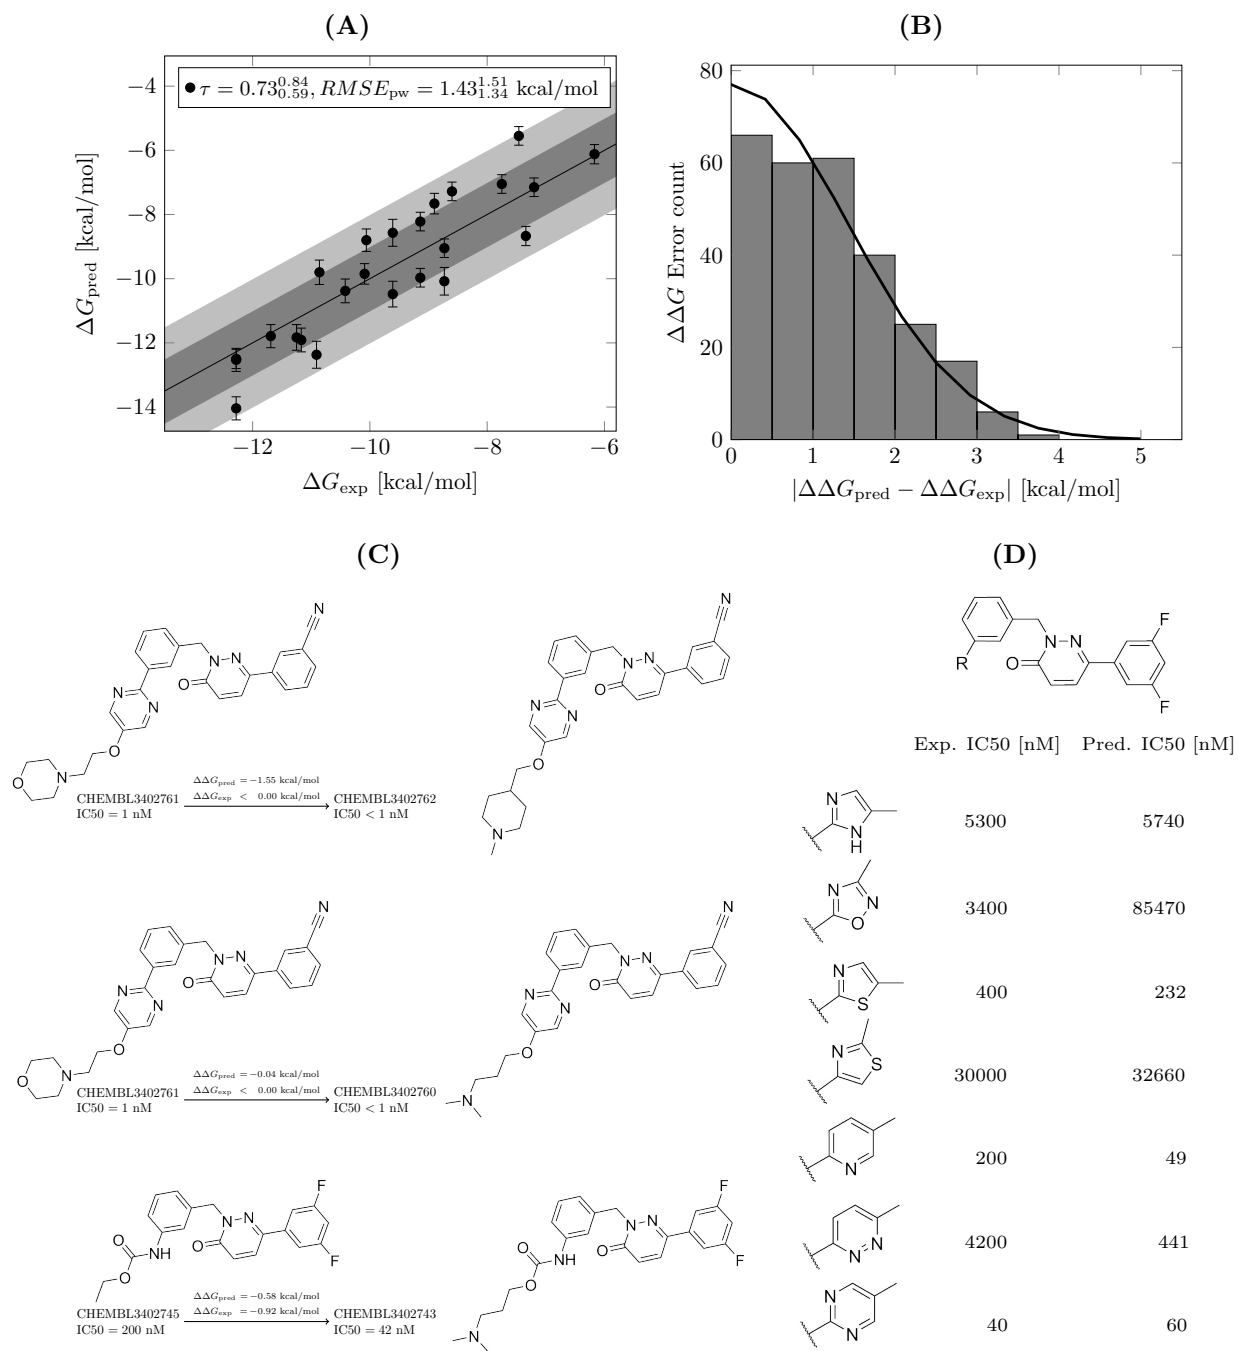 (A)
τ = 0.73^0.84_0.59, RMSE_pw = 1.43^1.51_1.34 kcal/mol
−4
−6
−8
−10
−12
−14
ΔG_pred [kcal/mol]
−12 −10 −8 −6
ΔG_exp [kcal/mol]
(B)
80
60
40
20
0
ΔΔG Error count
0 1 2 3 4 5
|ΔΔG_pred − ΔΔG_exp| [kcal/mol]
(C)
N
N
N
O
N
N
O
N
O
ΔΔG_pred = −1.55 kcal/mol
ΔΔG_exp < 0.00 kcal/mol
CHEMBL3402761
IC50 = 1 nM
CHEMBL3402762
IC50 < 1 nM
N
N
N
O
N
N
O
N
N
N
N
O
N
N
O
N
O
ΔΔG_pred = −0.04 kcal/mol
ΔΔG_exp < 0.00 kcal/mol
CHEMBL3402761
IC50 = 1 nM
CHEMBL3402760
IC50 < 1 nM
N
N
N
O
N
N
O
N
F
N
N
O
F
O
NH
O
ΔΔG_pred = −0.58 kcal/mol
ΔΔG_exp = −0.92 kcal/mol
CHEMBL3402745
IC50 = 200 nM
CHEMBL3402743
IC50 = 42 nM
F
N
N
O
F
O
NH
O
N
(D)
F
N
N
O
R
F
Exp. IC50 [nM] Pred. IC50 [nM]
N
N
H
5300 5740
N
N
O
3400 85470
N
S
400 232
N
S
30000 32660
N
200 49
N
N
4200 441
N
N
40 60